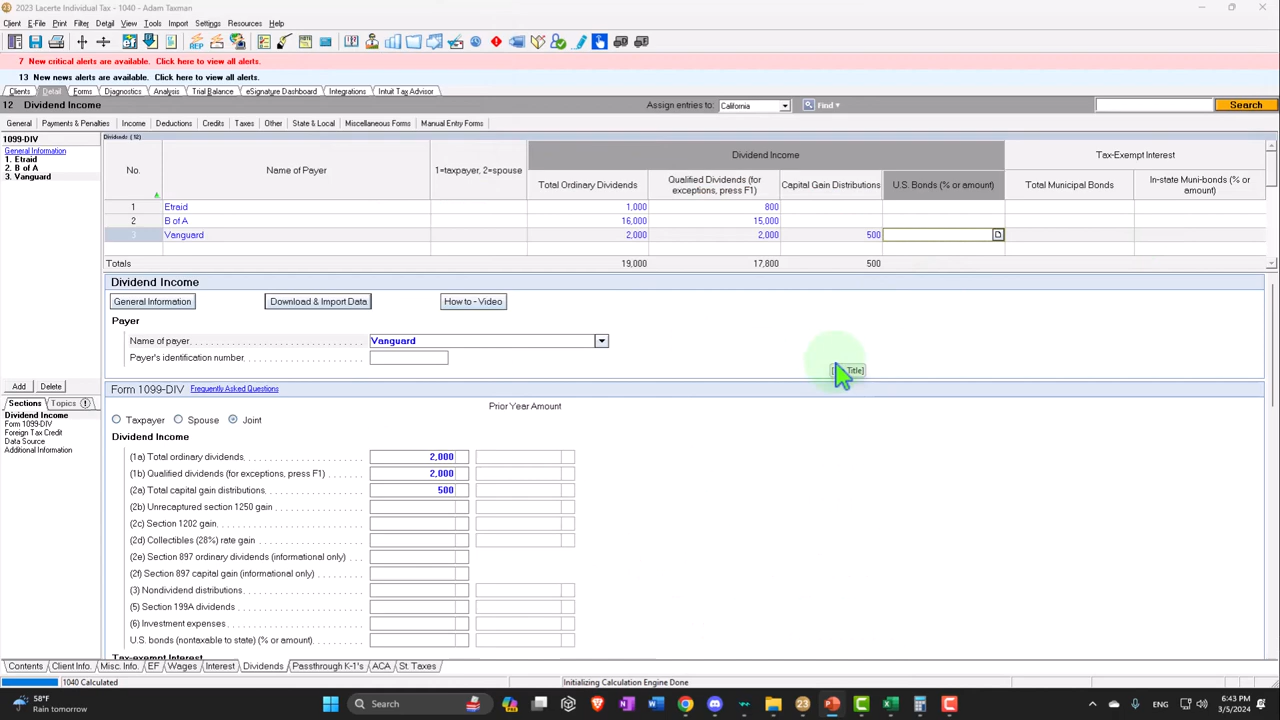 2023 Lacerte Individual Tax - 1040 - Adam Taxman
Client E-File Print Filter Detail View Tools Import Settings Resources Help
7 New critical alerts are available. Click here to view all alerts.
13 New news alerts are available. Click here to view all alerts.
Clients Detail Forms Diagnostics Analysis Trial Balance eSignature Dashboard Integrations Intuit Tax Advisor
12 Dividend Income Assign entries to: California Find Search
General Payments & Penalties Income Deductions Credits Taxes Other State & Local Miscellaneous Forms Manual Entry Forms
1099-DIV
General Information
1. Etraid
2. B of A
3. Vanguard
Dividends (12)
No. Name of Payer 1=taxpayer, 2=spouse Dividend Income Tax-Exempt Interest
Total Ordinary Dividends Qualified Dividends (for exceptions, press F1) Capital Gain Distributions U.S. Bonds (% or amount) Total Municipal Bonds In-state Muni-bonds (% or amount)
1 Etraid 1,000 800
2 B of A 16,000 15,000
3 Vanguard 2,000 2,000 500
Totals 19,000 17,800 500
Dividend Income
General Information Download & Import Data How to - Video
Payer
Name of payer Vanguard
Payer's identification number
Title]
Add Delete
Sections Topics
Dividend Income
Form 1099-DIV
Foreign Tax Credit
Data Source
Additional Information
Form 1099-DIV Frequently Asked Questions
Prior Year Amount
Taxpayer Spouse Joint
Dividend Income
(1a) Total ordinary dividends 2,000
(1b) Qualified dividends (for exceptions, press F1) 2,000
(2a) Total capital gain distributions 500
(2b) Unrecaptured section 1250 gain
(2c) Section 1202 gain
(2d) Collectibles (28%) rate gain
(2e) Section 897 ordinary dividends (informational only)
(2f) Section 897 capital gain (informational only)
(3) Nondividend distributions
(5) Section 199A dividends
(6) Investment expenses
U.S. bonds (nontaxable to state) (% or amount)
Tax-exempt Interest
Contents Client Info. Misc. Info. EF Wages Interest Dividends Passthrough K-1's ACA St. Taxes
1040 Calculated Initializing Calculation Engine Done
58°F
Rain tomorrow
Search
6:43 PM
3/5/2024